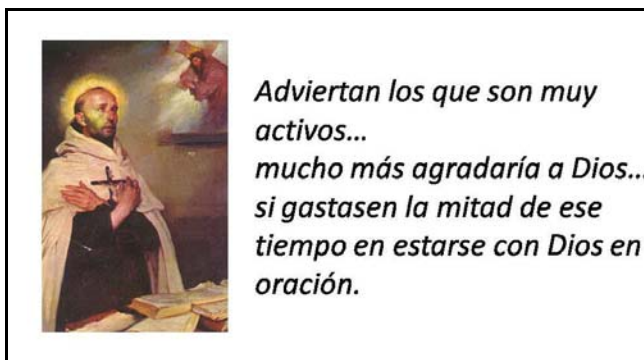 Adviertan los que son muy
activos...
mucho más agradaría a Dios...
si gastasen la mitad de ese
tiempo en estarse con Dios en
oración.